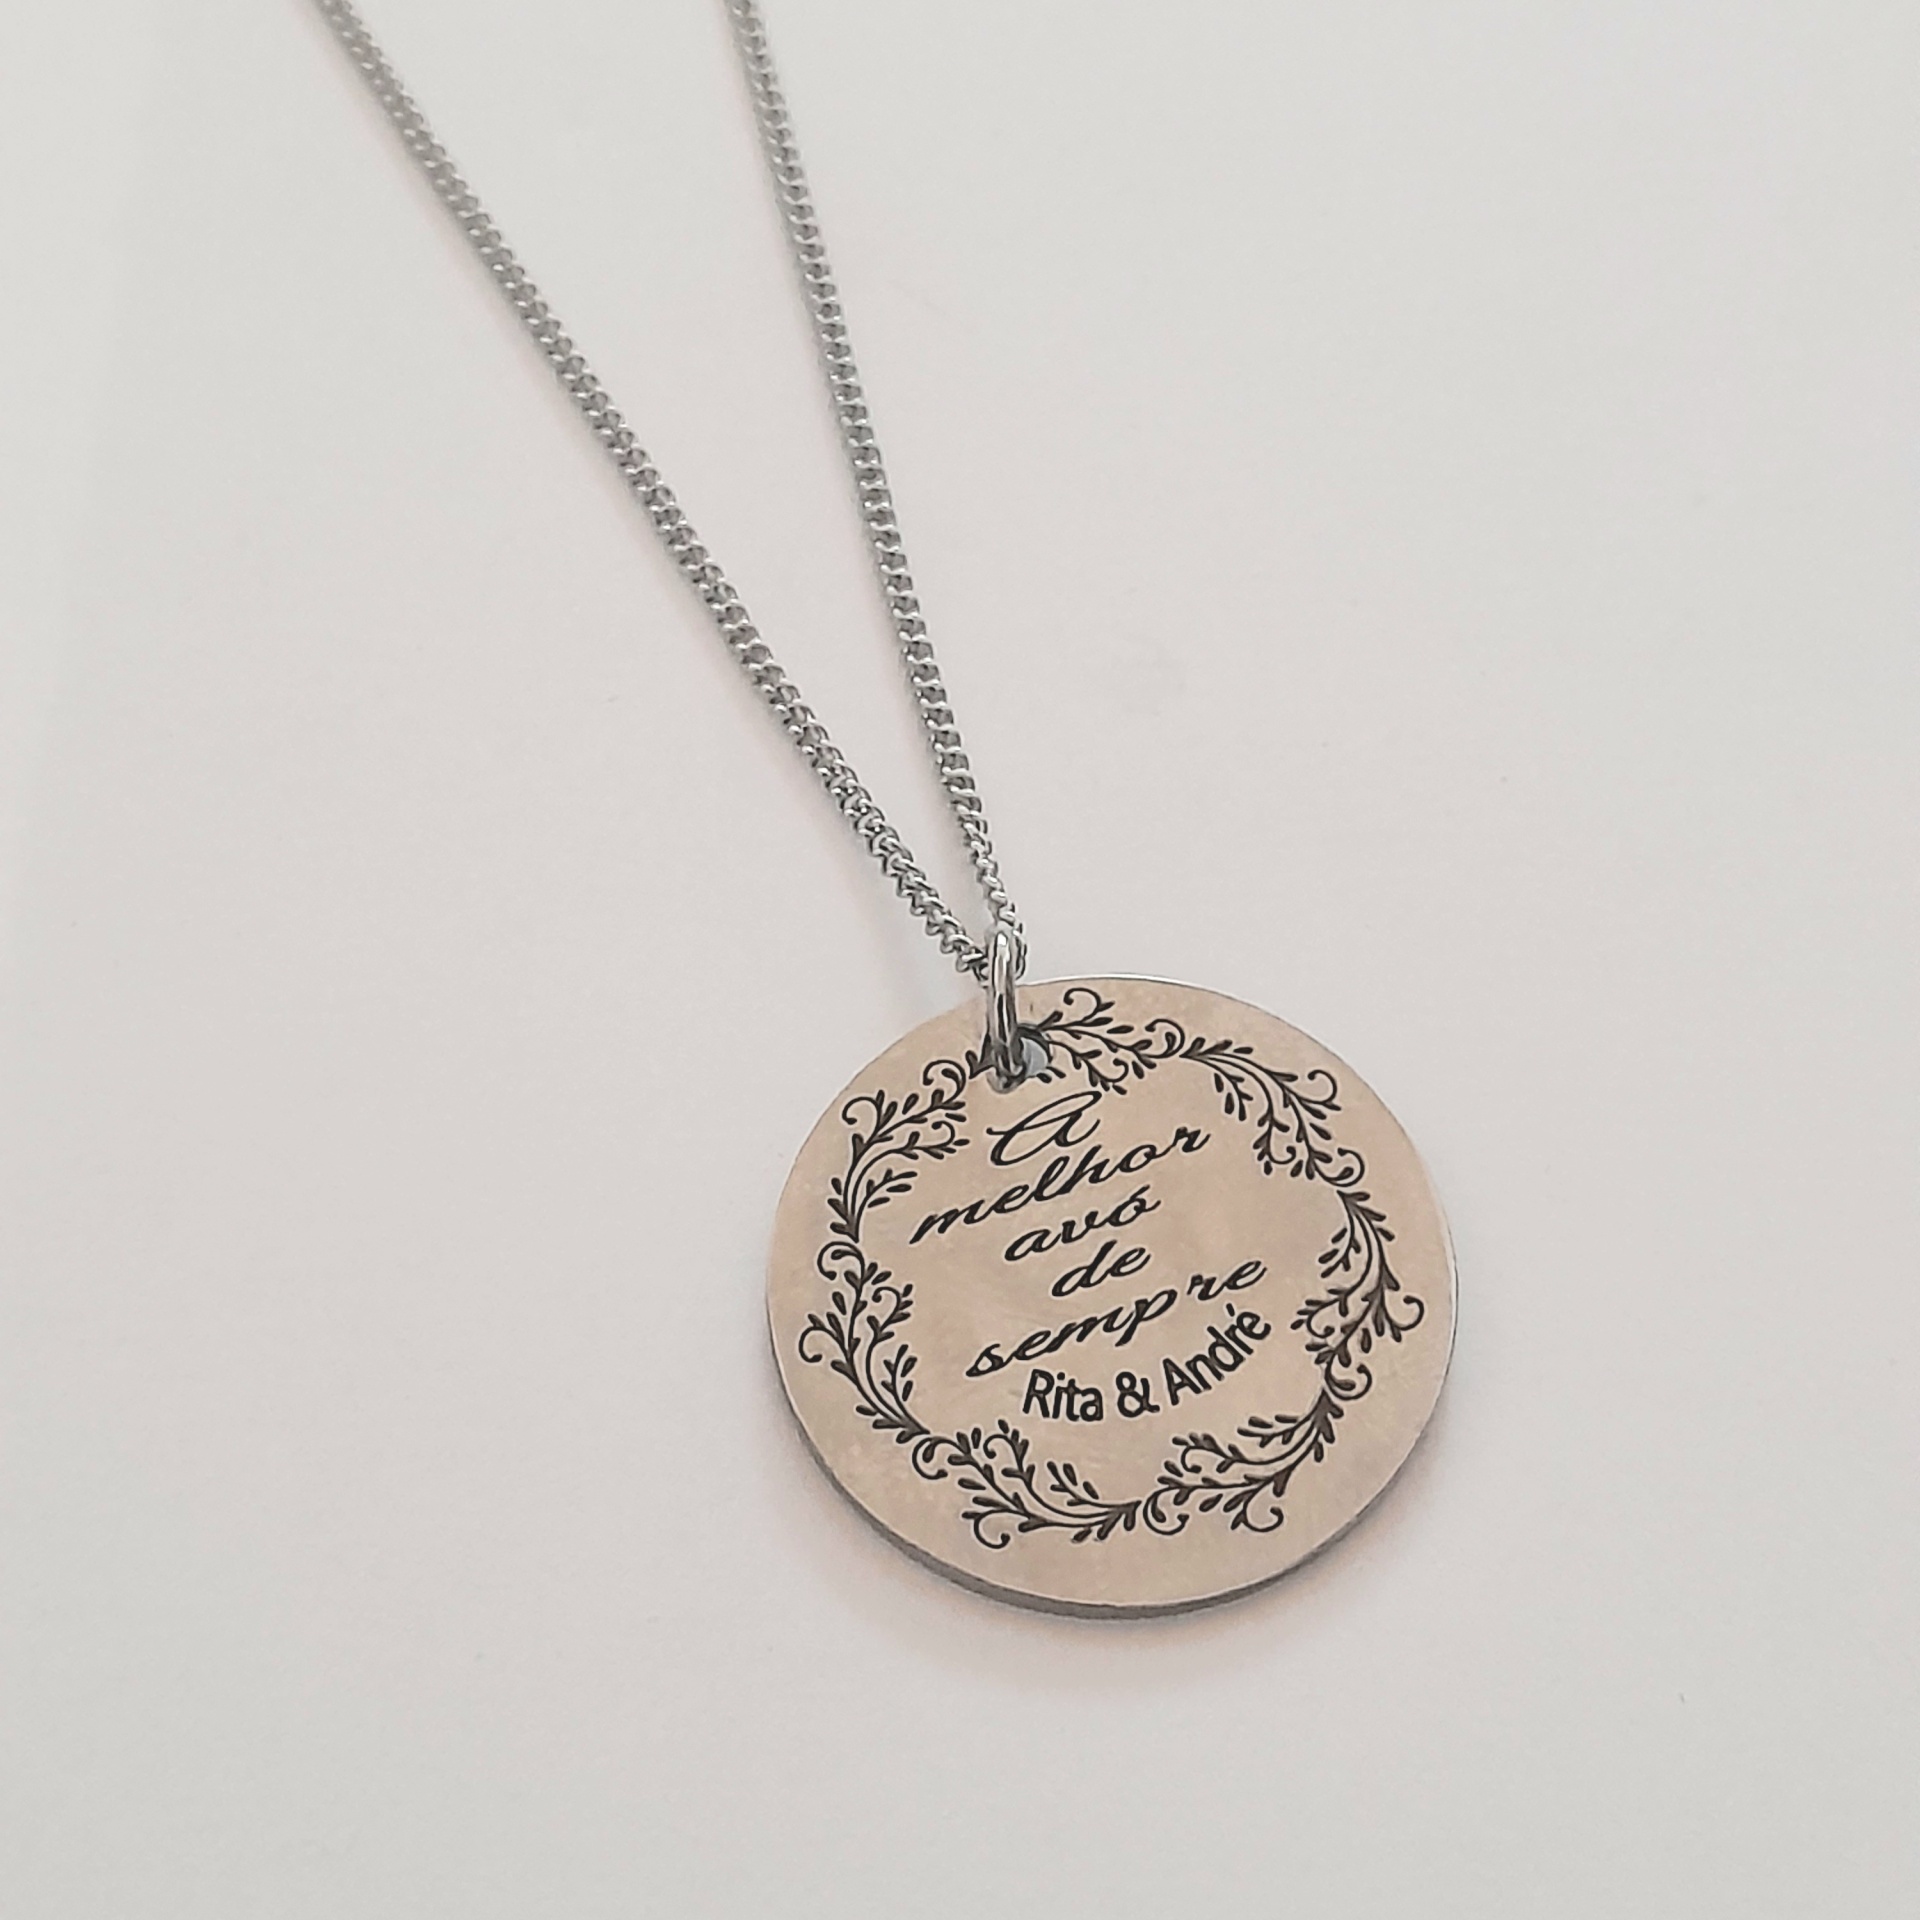 A
melhor
avó
de
sempre
Rita & André